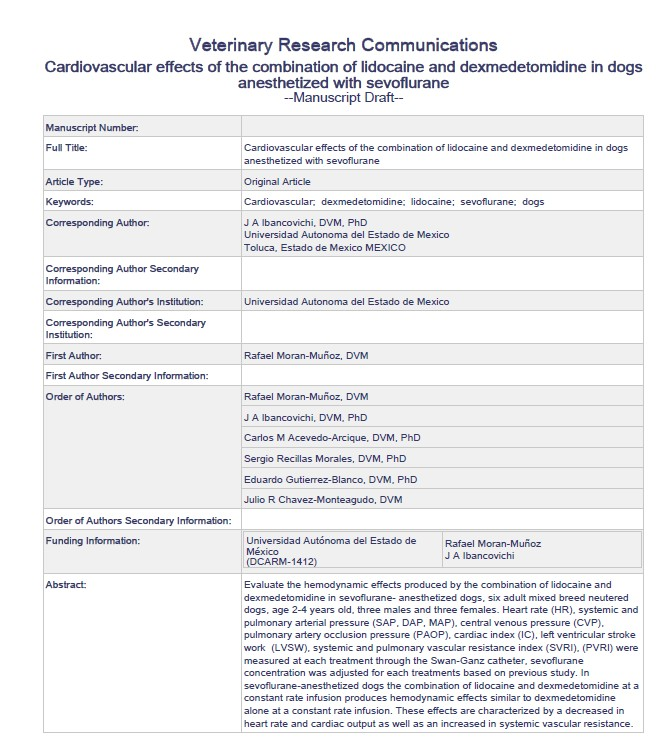 Veterinary Research Communications
Cardiovascular effects of the combination of lidocaine and dexmedetomidine in dogs
anesthetized with sevoflurane
--Manuscript Draft--
Manuscript Number:
Full Title: Cardiovascular effects of the combination of lidocaine and dexmedetomidine in dogs
anesthetized with sevoflurane
Article Type: Original Article
Keywords: Cardiovascular; dexmedetomidine; lidocaine; sevoflurane; dogs
Corresponding Author: J A Ibancovichi, DVM, PhD
Universidad Autonoma del Estado de Mexico
Toluca, Estado de Mexico MEXICO
Corresponding Author Secondary
Information:
Corresponding Author's Institution: Universidad Autonoma del Estado de Mexico
Corresponding Author's Secondary
Institution:
First Author: Rafael Moran-Muñoz, DVM
First Author Secondary Information:
Order of Authors: Rafael Moran-Muñoz, DVM
J A Ibancovichi, DVM, PhD
Carlos M Acevedo-Arcique, DVM, PhD
Sergio Recillas Morales, DVM, PhD
Eduardo Gutierrez-Blanco, DVM, PhD
Julio R Chavez-Monteagudo, DVM
Order of Authors Secondary Information:
Funding Information: Universidad Autónoma del Estado de
México
(DCARM-1412)
Rafael Moran-Muñoz
J A Ibancovichi
Abstract: Evaluate the hemodynamic effects produced by the combination of lidocaine and
dexmedetomidine in sevoflurane- anesthetized dogs, six adult mixed breed neutered
dogs, age 2-4 years old, three males and three females. Heart rate (HR), systemic and
pulmonary arterial pressure (SAP, DAP, MAP), central venous pressure (CVP),
pulmonary artery occlusion pressure (PAOP), cardiac index (IC), left ventricular stroke
work (LVSW), systemic and pulmonary vascular resistance index (SVRI), (PVRI) were
measured at each treatment through the Swan-Ganz catheter, sevoflurane
concentration was adjusted for each treatments based on previous study. In
sevoflurane-anesthetized dogs the combination of lidocaine and dexmedetomidine at a
constant rate infusion produces hemodynamic effects similar to dexmedetomidine
alone at a constant rate infusion. These effects are characterized by a decreased in
heart rate and cardiac output as well as an increased in systemic vascular resistance.